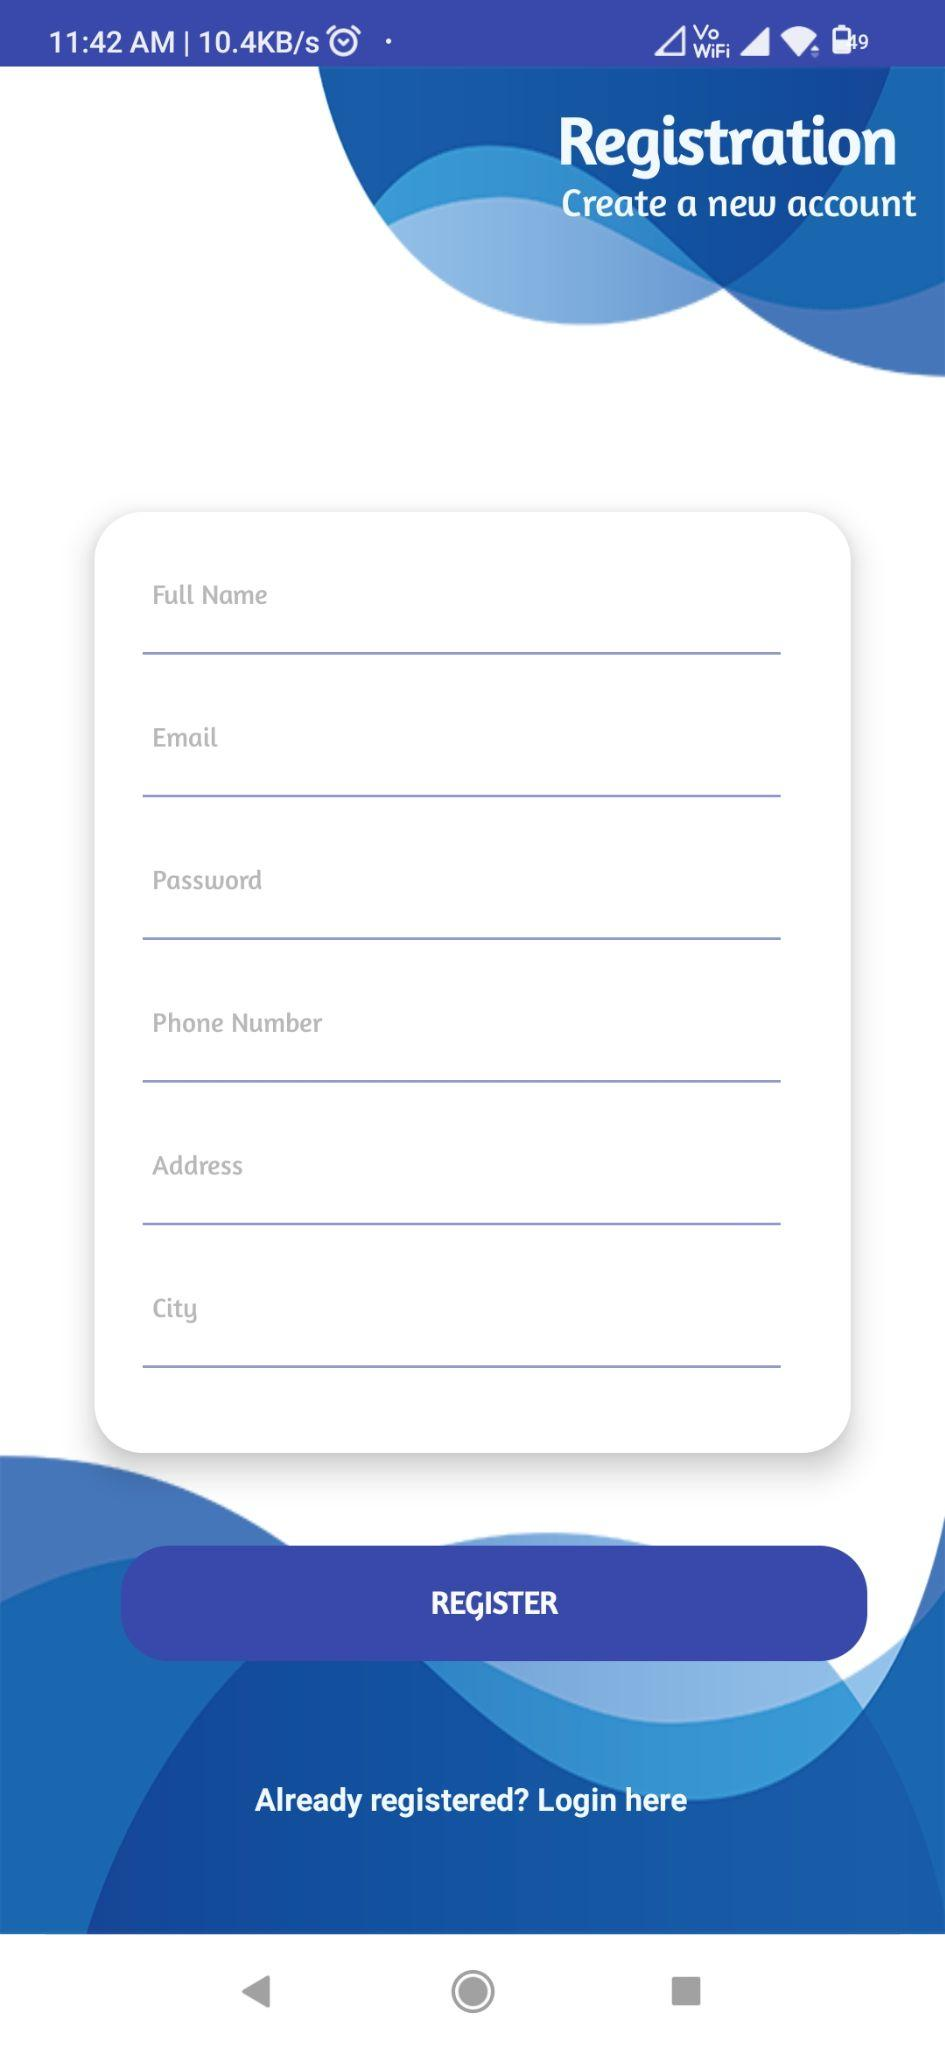 11:42 AM | 10.4KB/s
Vo
WiFi
49
Registration
Create a new account
Full Name
Email
Password
Phone Number
Address
City
REGISTER
Already registered? Login here